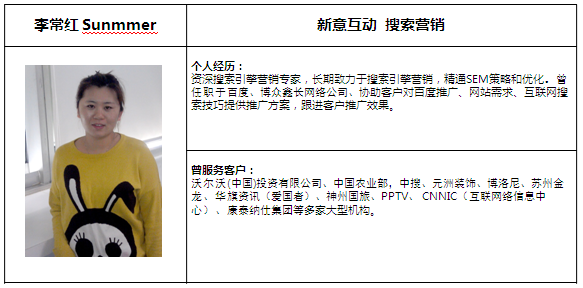 李常红 Sunmmer
新意互动 搜索营销
个人经历：
资深搜索引擎营销专家，长期致力于搜索引擎营销，精通SEM策略和优化。曾
任职于百度、博众鑫长网络公司、协助客户对百度推广、网站需求、互联网搜
索技巧提供推广方案，跟进客户推广效果。
曾服务客户：
沃尔沃(中国)投资有限公司、中国农业部，中搜、元洲装饰、博洛尼、苏州金
龙、华旗资讯（爱国者）、神州国旅、PPTV、 CNNIC（互联网络信息中
心）、康泰纳仕集团等多家大型机构。